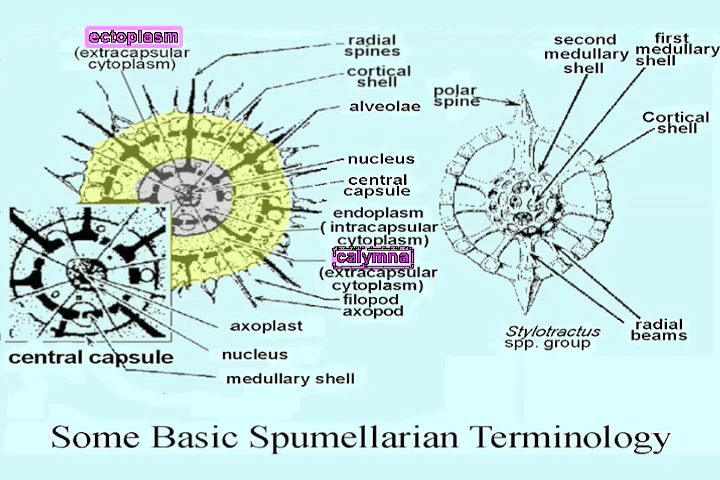 ectoplasm
(extracapsular
cytoplasm)
radial
spines
cortical
shell
alveolae
nucleus
central
capsule
endoplasm
( intracapsular
cytoplasm)
calymna
(extracapsular
cytoplasm)
filopod
axopod
axoplast
nucleus
medullary shell
central capsule
second
medullary
shell
first
medullary
shell
polar
spine
Cortical
shell
radial
beams
Stylotractus
spp. group
Some Basic Spumellarian Terminology